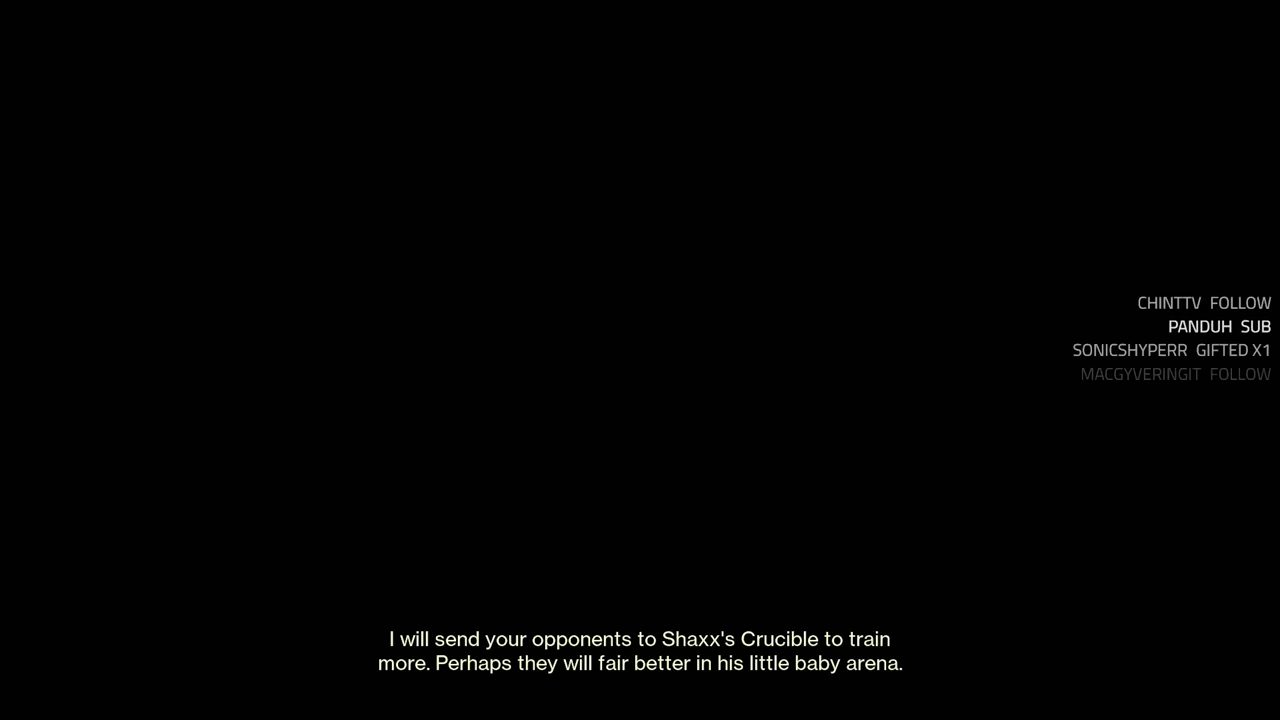 CHINTTV FOLLOW
PANDUH SUB
SONICSHYPERR GIFTED X1
MACGYVERINGIT FOLLOW
I will send your opponents to Shaxx's Crucible to train
more. Perhaps they will fair better in his little baby arena.